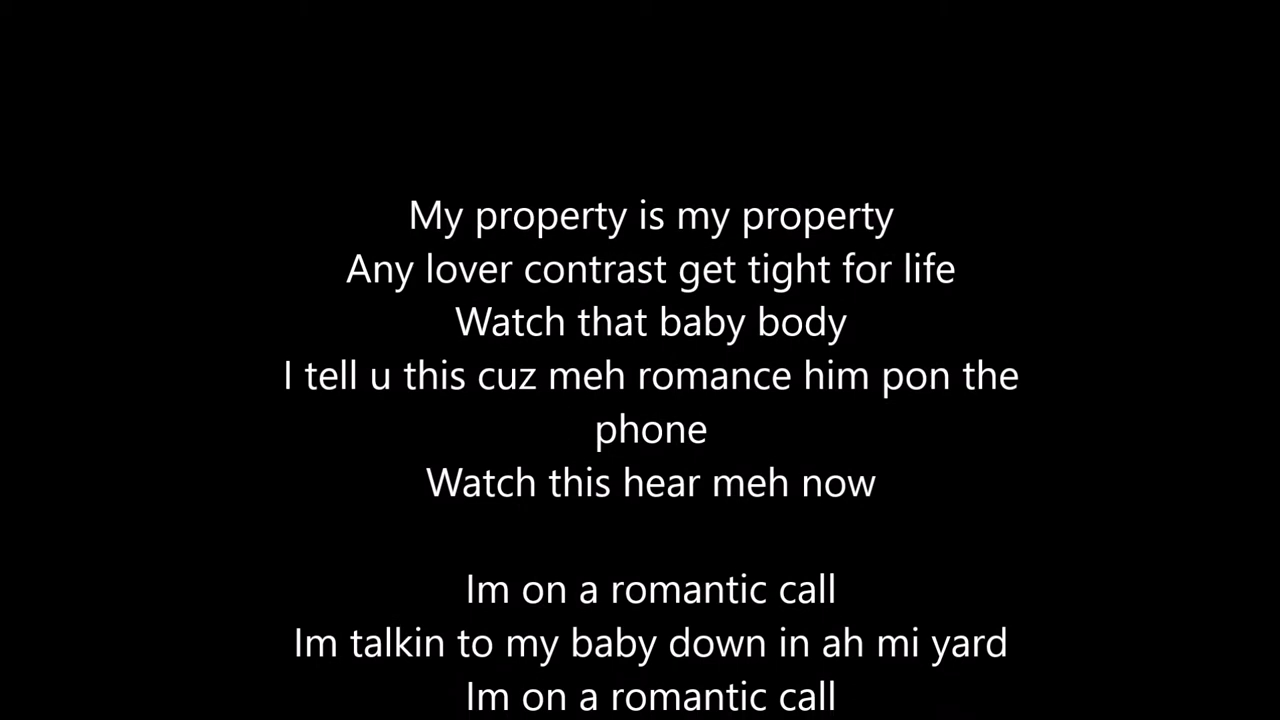 My property is my property
Any lover contrast get tight for life
Watch that baby body
I tell u this cuz meh romance him pon the
phone
Watch this hear meh now
Im on a romantic call
Im talkin to my baby down in ah mi yard
Im on a romantic call